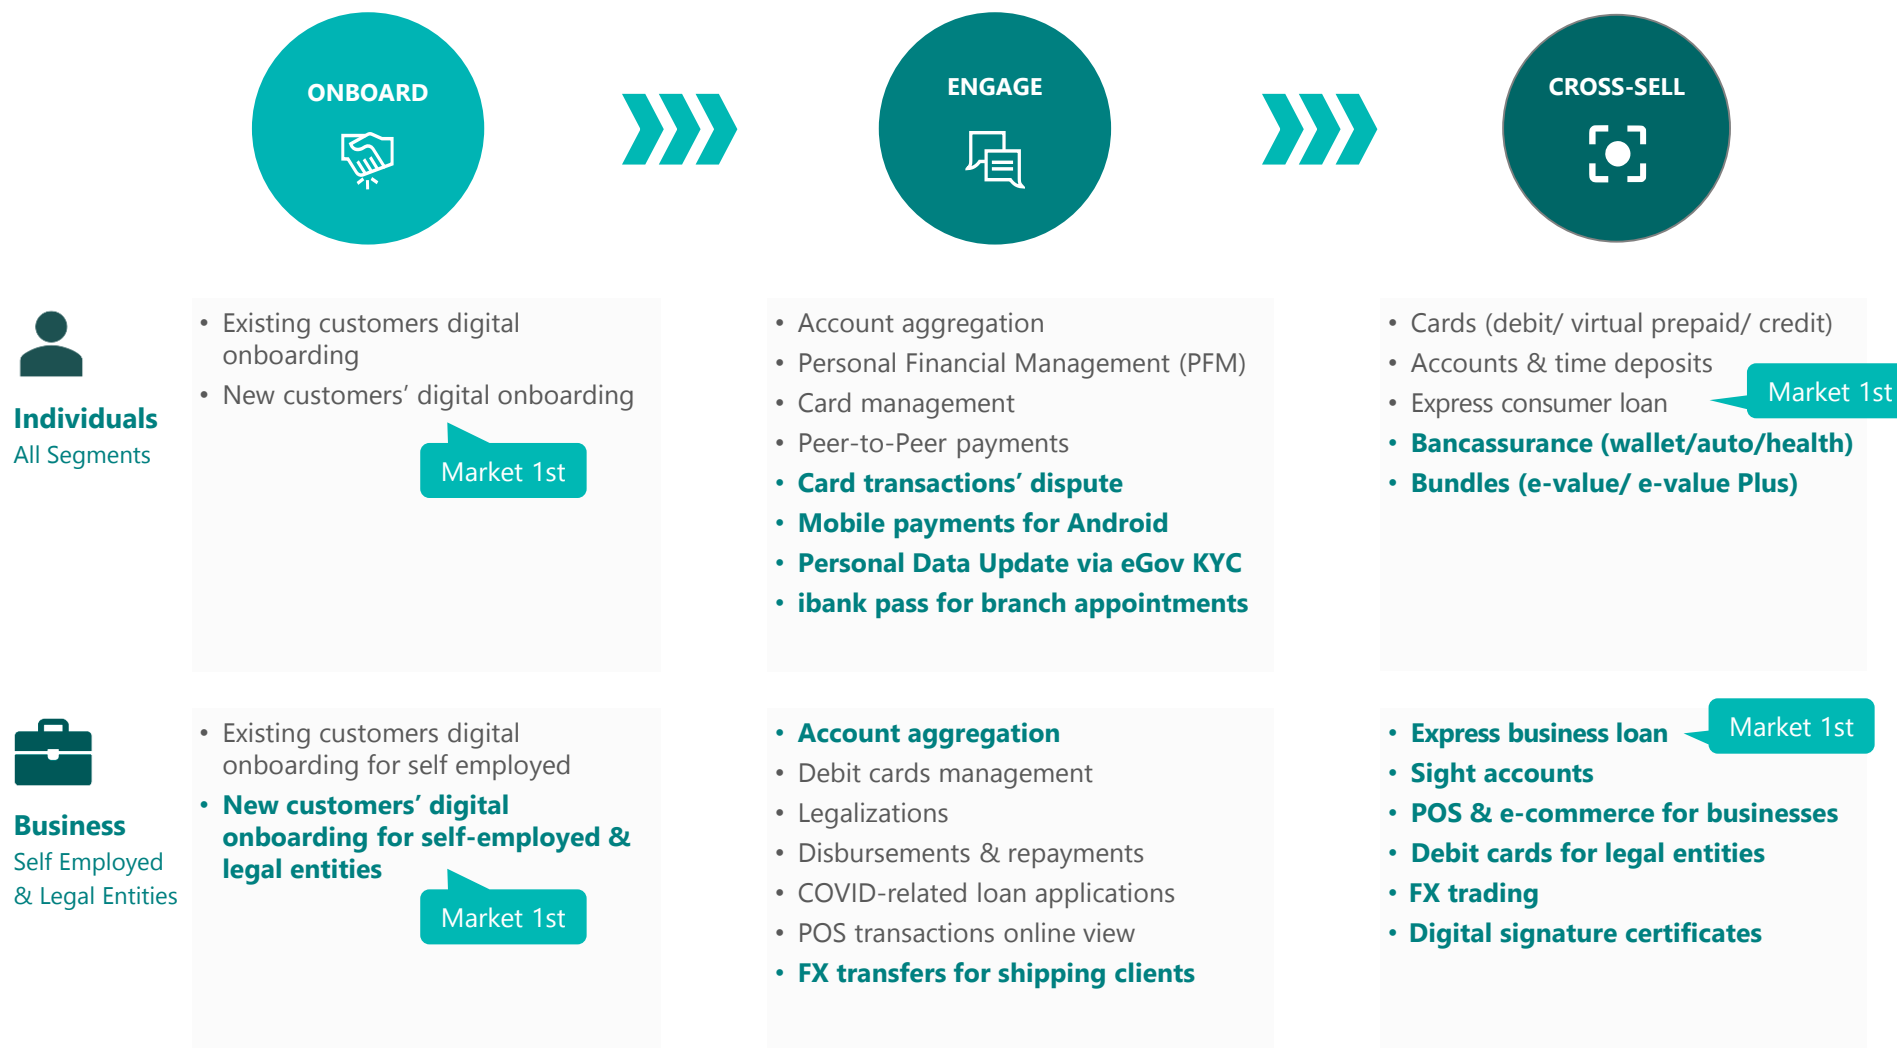 ONBOARD
ENGAGE
CROSS-SELL
Individuals
All Segments
• Existing customers digital
onboarding
• New customers’ digital onboarding
Market 1st
• Account aggregation
• Personal Financial Management (PFM)
• Card management
• Peer-to-Peer payments
• Card transactions’ dispute
• Mobile payments for Android
• Personal Data Update via eGov KYC
• ibank pass for branch appointments
• Cards (debit/ virtual prepaid/ credit)
• Accounts & time deposits
• Express consumer loan
Market 1st
• Bancassurance (wallet/auto/health)
• Bundles (e-value/ e-value Plus)
Business
Self Employed
& Legal Entities
• Existing customers digital
onboarding for self employed
• New customers’ digital
onboarding for self-employed &
legal entities
Market 1st
• Account aggregation
• Debit cards management
• Legalizations
• Disbursements & repayments
• COVID-related loan applications
• POS transactions online view
• FX transfers for shipping clients
• Express business loan
Market 1st
• Sight accounts
• POS & e-commerce for businesses
• Debit cards for legal entities
• FX trading
• Digital signature certificates